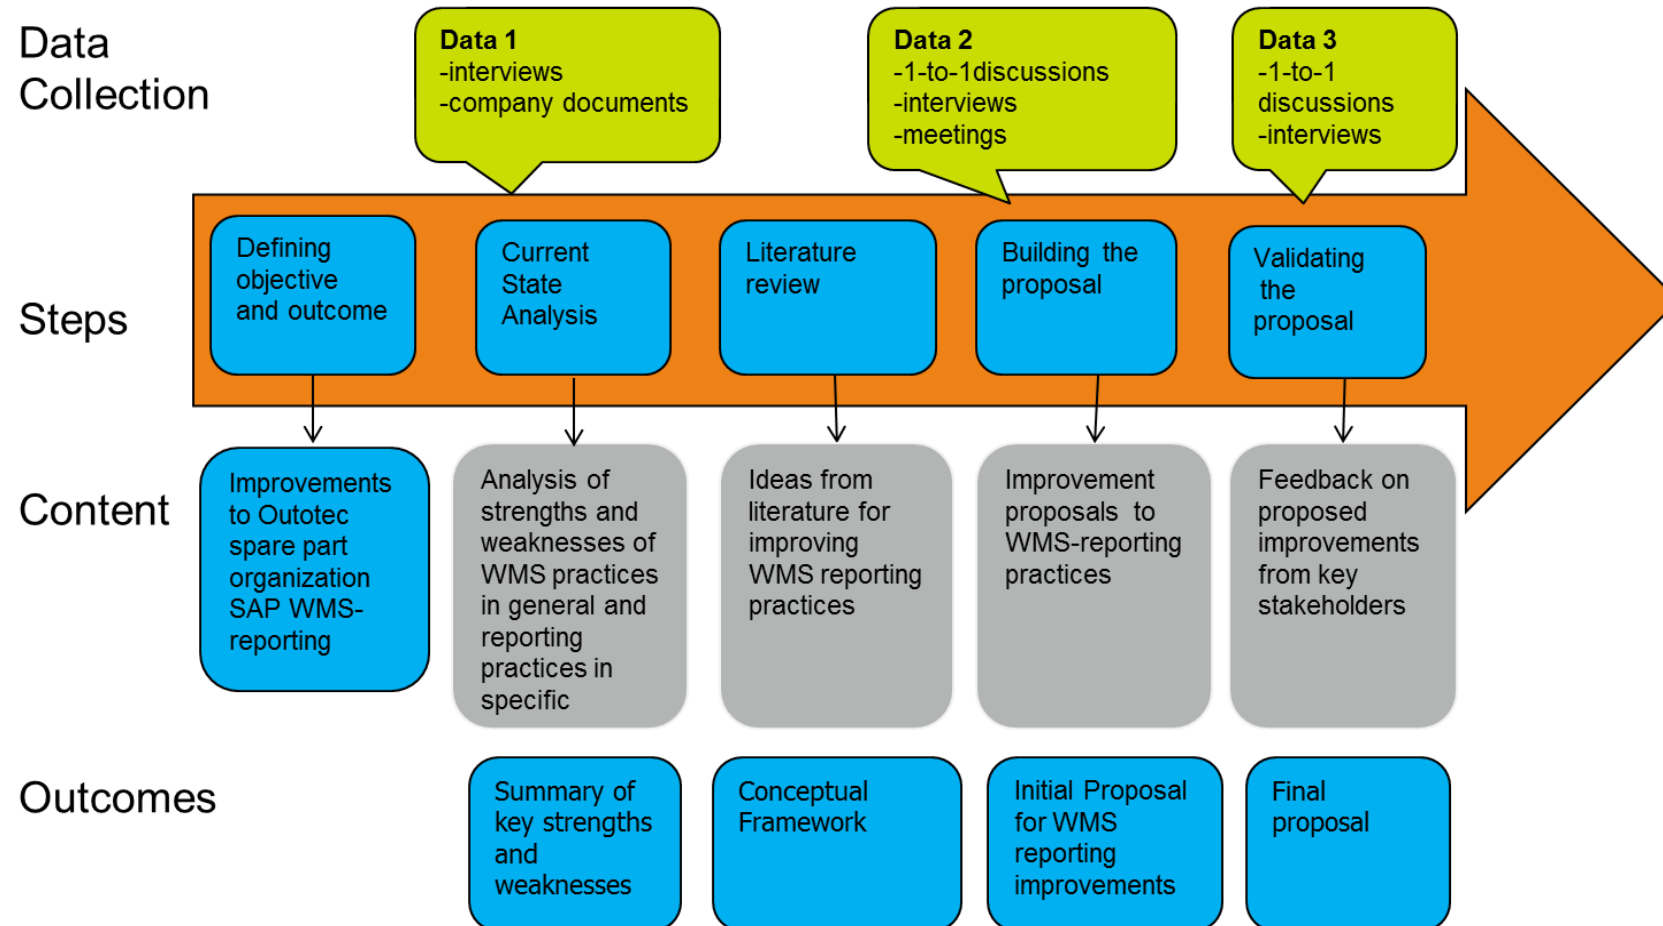 Data
Collection
Data 1
-interviews
-company documents
Data 2
-1-to-1discussions
-interviews
-meetings
Data 3
-1-to-1
discussions
-interviews
Steps
Defining
objective
and outcome
Current
State
Analysis
Literature
review
Building the
proposal
Validating
the
proposal
Content
Improvements
to Outotec
spare part
organization
SAP WMS-
reporting
Analysis of
strengths and
weaknesses of
WMS practices
in general and
reporting
practices in
specific
Ideas from
literature for
improving
WMS reporting
practices
Improvement
proposals to
WMS-reporting
practices
Feedback on
proposed
improvements
from key
stakeholders
Outcomes
Summary of
key strengths
and
weaknesses
Conceptual
Framework
Initial Proposal
for WMS
reporting
improvements
Final
proposal